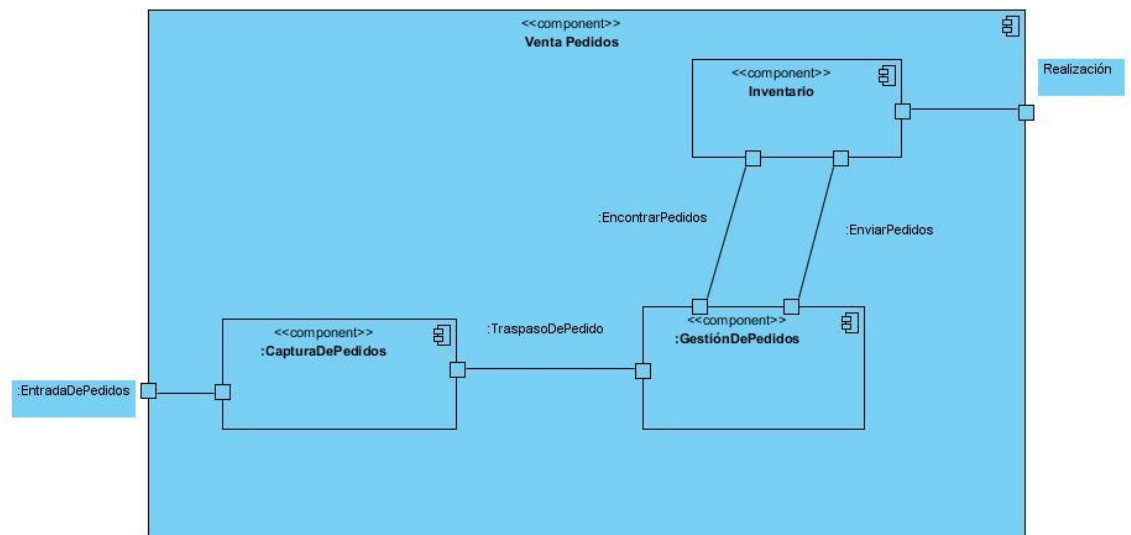 <<component>>
Venta Pedidos
<<component>>
Inventario
Realización
:EncontrarPedidos
:EnviarPedidos
<<component>>
:CapturaDePedidos
:TraspasoDePedido
<<component>>
:GestiónDePedidos
:EntradaDePedidos